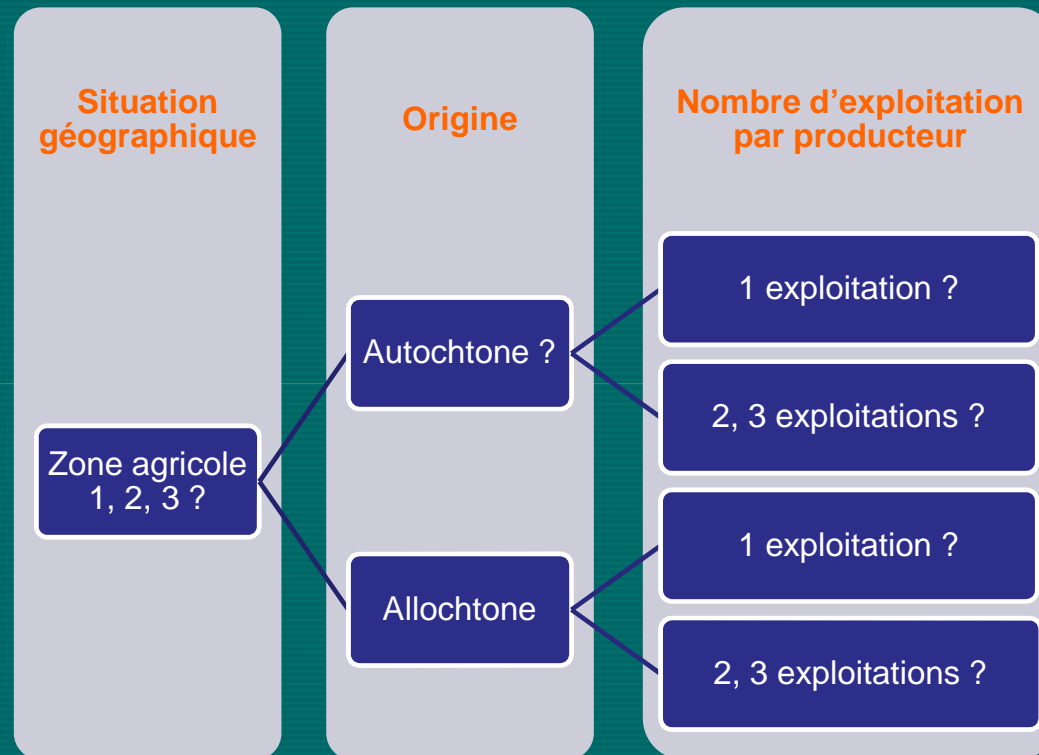 Situation
géographique
Origine
Nombre d'exploitation
par producteur
Zone agricole
1, 2, 3 ?
Autochtone ?
Allochtone
1 exploitation ?
2, 3 exploitations ?
1 exploitation ?
2, 3 exploitations ?